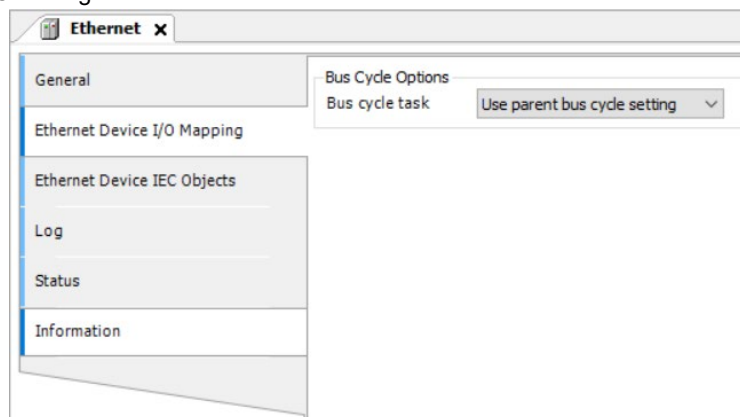 Ethernet x
General
Bus Cycle Options
Bus cycle task Use parent bus cycle setting
Ethernet Device I/O Mapping
Ethernet Device IEC Objects
Log
Status
Information